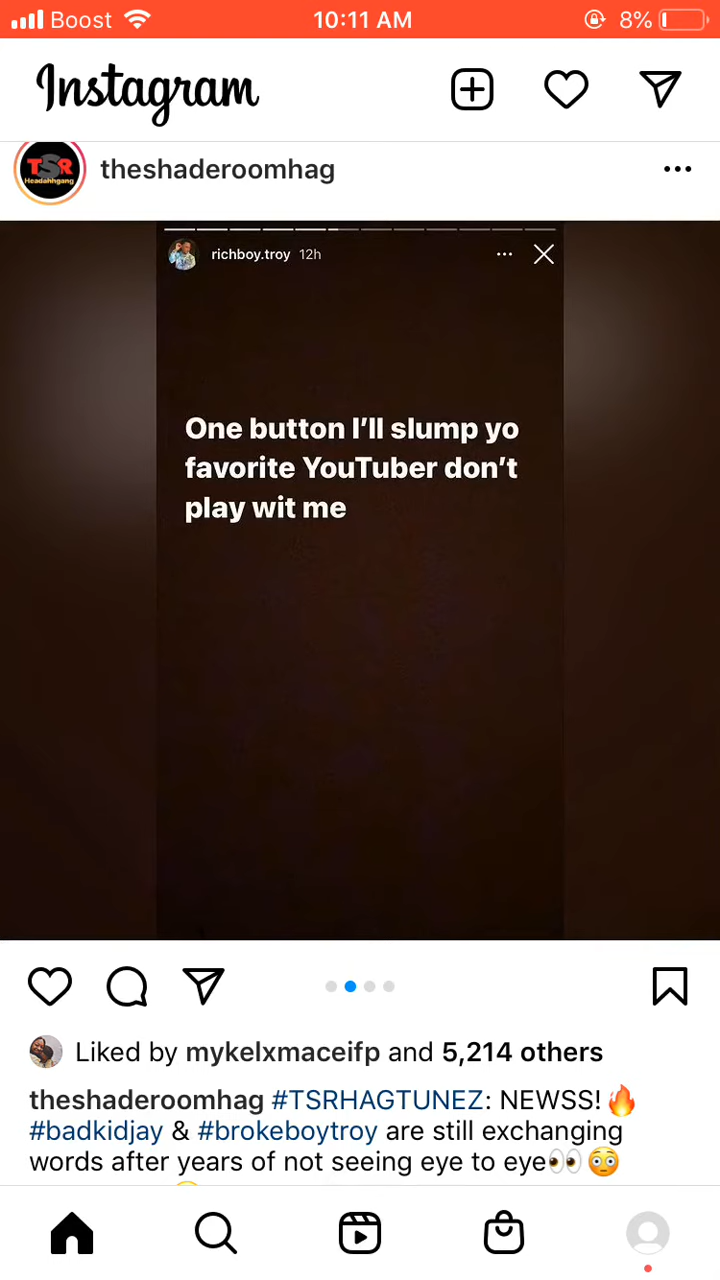 Boost 10:11 AM 8%
Instagram
TSR
Headahhgang
theshaderoomhag
richboy.troy 12h
One button I’ll slump yo
favorite YouTuber don’t
play wit me
Liked by mykelxmaceifp and 5,214 others
theshaderoomhag #TSRHAGTUNEZ: NEWSS!🔥
#badkidjay & #brokeboytroy are still exchanging
words after years of not seeing eye to eye👀😳